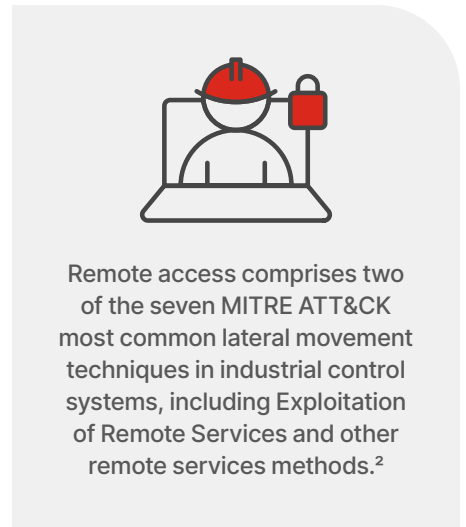 Remote access comprises two
of the seven MITRE ATT&CK
most common lateral movement
techniques in industrial control
systems, including Exploitation
of Remote Services and other
remote services methods.²